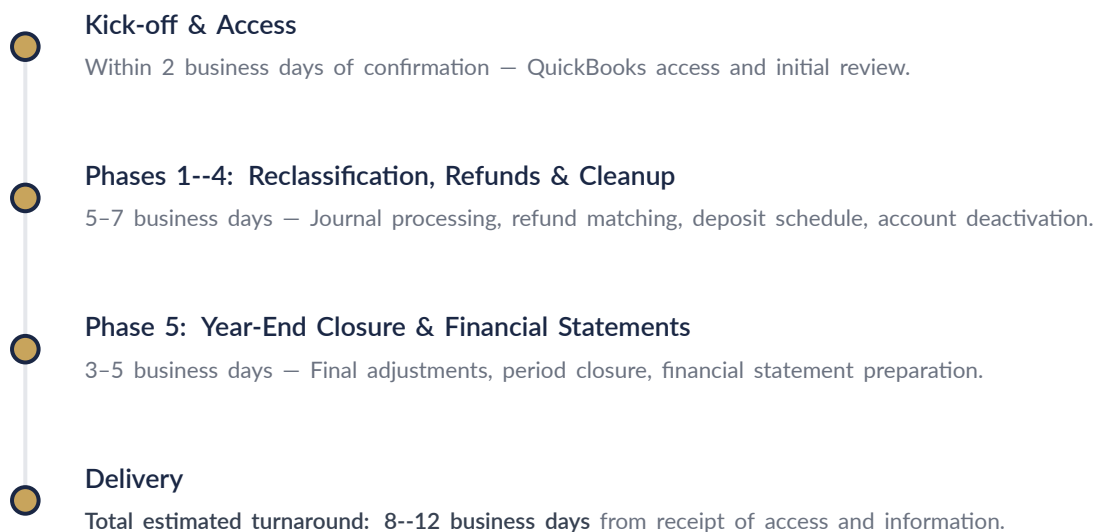 Kick-off & Access
Within 2 business days of confirmation — QuickBooks access and initial review.
Phases 1--4: Reclassification, Refunds & Cleanup
5–7 business days — Journal processing, refund matching, deposit schedule, account deactivation.
Phase 5: Year-End Closure & Financial Statements
3–5 business days — Final adjustments, period closure, financial statement preparation.
Delivery
Total estimated turnaround: 8--12 business days from receipt of access and information.